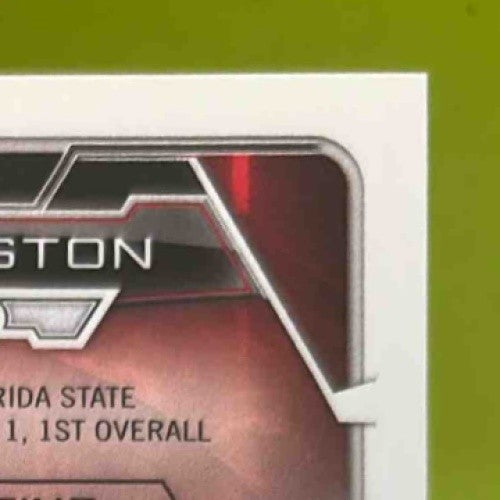 GSTON
RIDA STATE
1, 1ST OVERALL